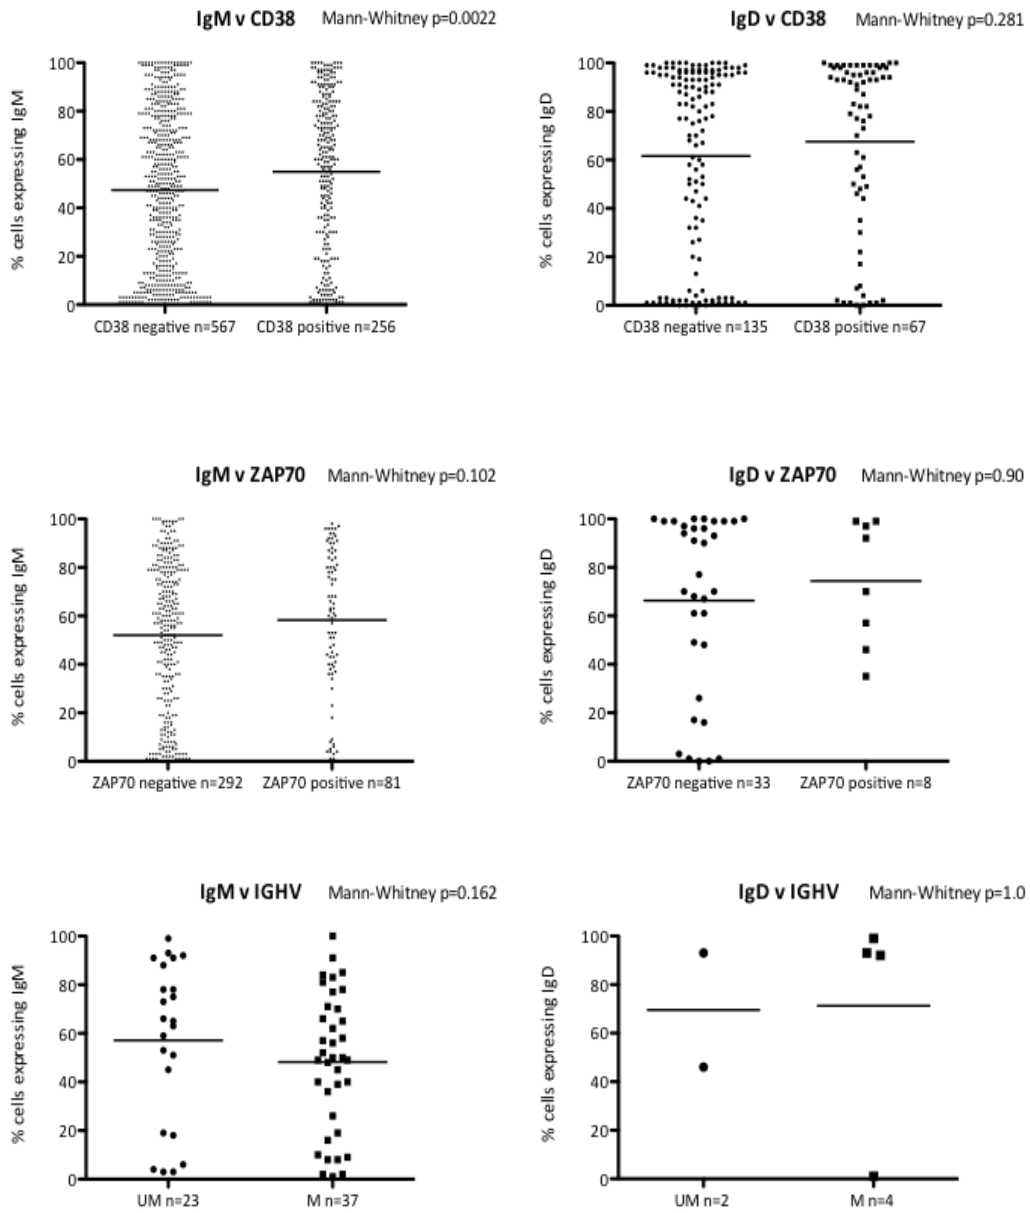 IgM v CD38 Mann-Whitney p=0.0022
% cells expressing IgM
100
80
60
40
20
0
CD38 negative n=567 CD38 positive n=256
IgD v CD38 Mann-Whitney p=0.281
% cells expressing IgD
100
80
60
40
20
0
CD38 negative n=135 CD38 positive n=67
IgM v ZAP70 Mann-Whitney p=0.102
% cells expressing IgM
100
80
60
40
20
0
ZAP70 negative n=292 ZAP70 positive n=81
IgD v ZAP70 Mann-Whitney p=0.90
% cells expressing IgD
100
80
60
40
20
0
ZAP70 negative n=33 ZAP70 positive n=8
IgM v IGHV Mann-Whitney p=0.162
% cells expressing IgM
100
80
60
40
20
0
UM n=23 M n=37
IgD v IGHV Mann-Whitney p=1.0
% cells expressing IgD
100
80
60
40
20
0
UM n=2 M n=4